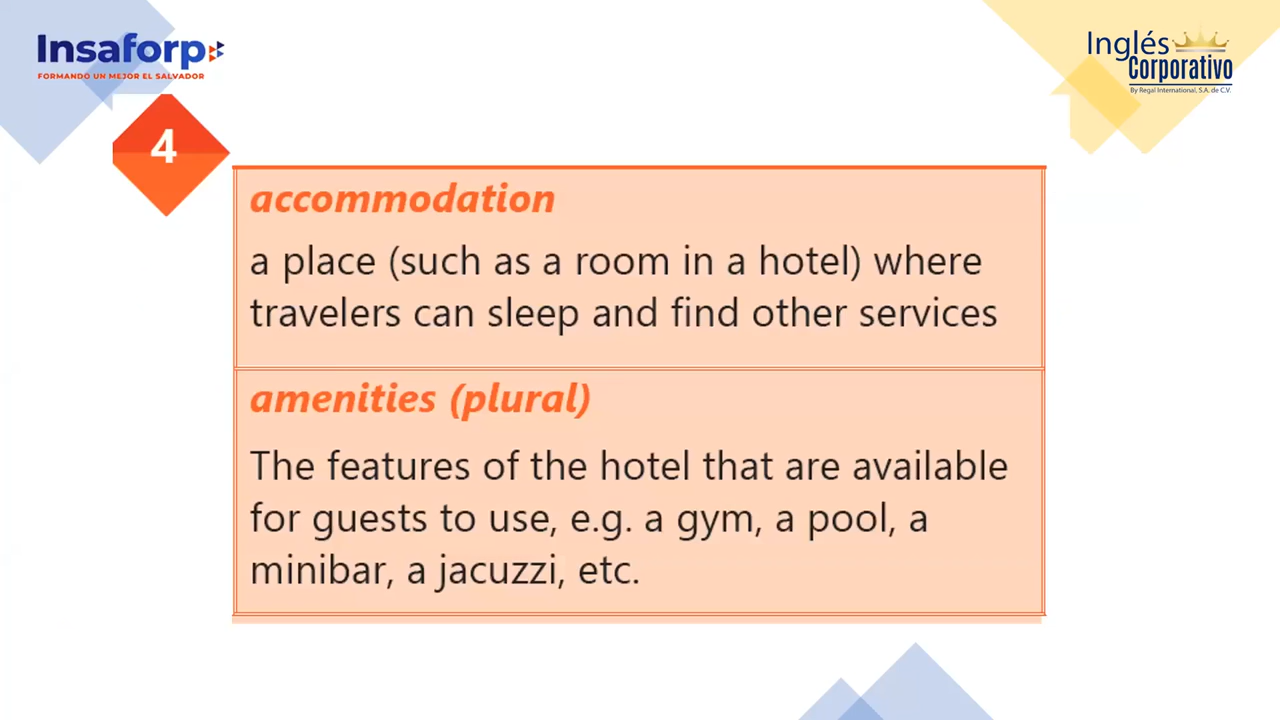 Insaforp
FORMANDO UN MEJOR EL SALVADOR
Inglés
Corporativo
By Regal International, S.A. de C.V.
4
accommodation
a place (such as a room in a hotel) where
travelers can sleep and find other services
amenities (plural)
The features of the hotel that are available
for guests to use, e.g. a gym, a pool, a
minibar, a jacuzzi, etc.